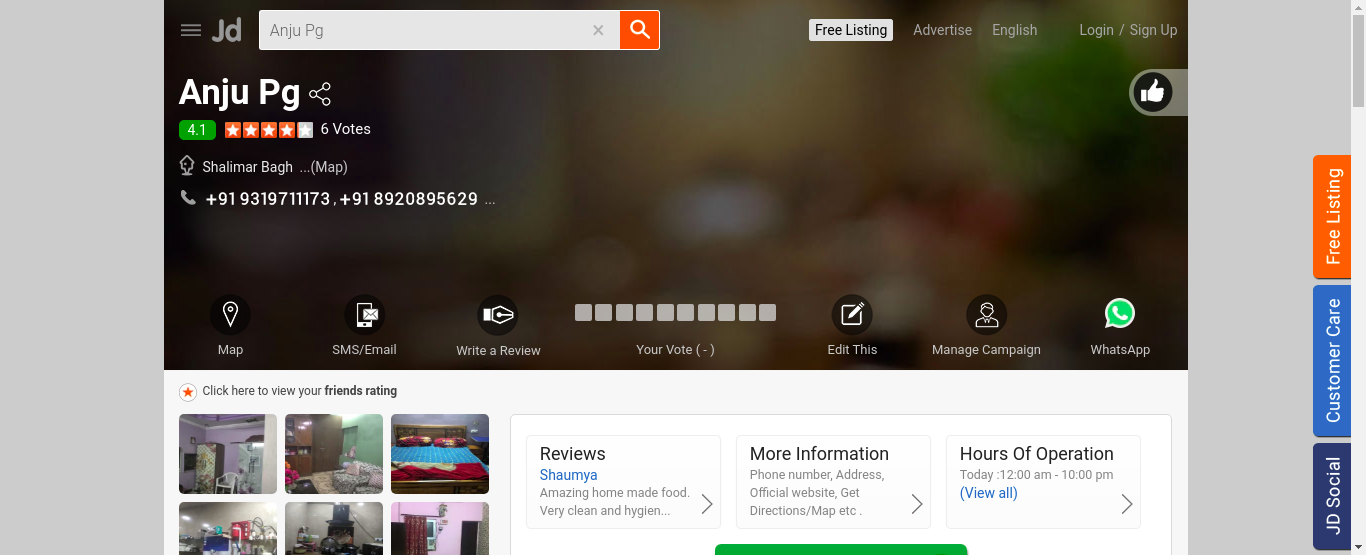 Jd
Anju Pg
Free Listing
Advertise
English
Login / Sign Up
Anju Pg
4.1
6 Votes
Shalimar Bagh ...(Map)
+91 9319711173 , +91 8920895629 ...
Map
SMS/Email
Write a Review
Your Vote ( - )
Edit This
Manage Campaign
WhatsApp
Click here to view your friends rating
Reviews
Shaumya
Amazing home made food.
Very clean and hygien...
More Information
Phone number, Address,
Official website, Get
Directions/Map etc .
Hours Of Operation
Today :12:00 am - 10:00 pm
(View all)
Free Listing
Customer Care
JD Social